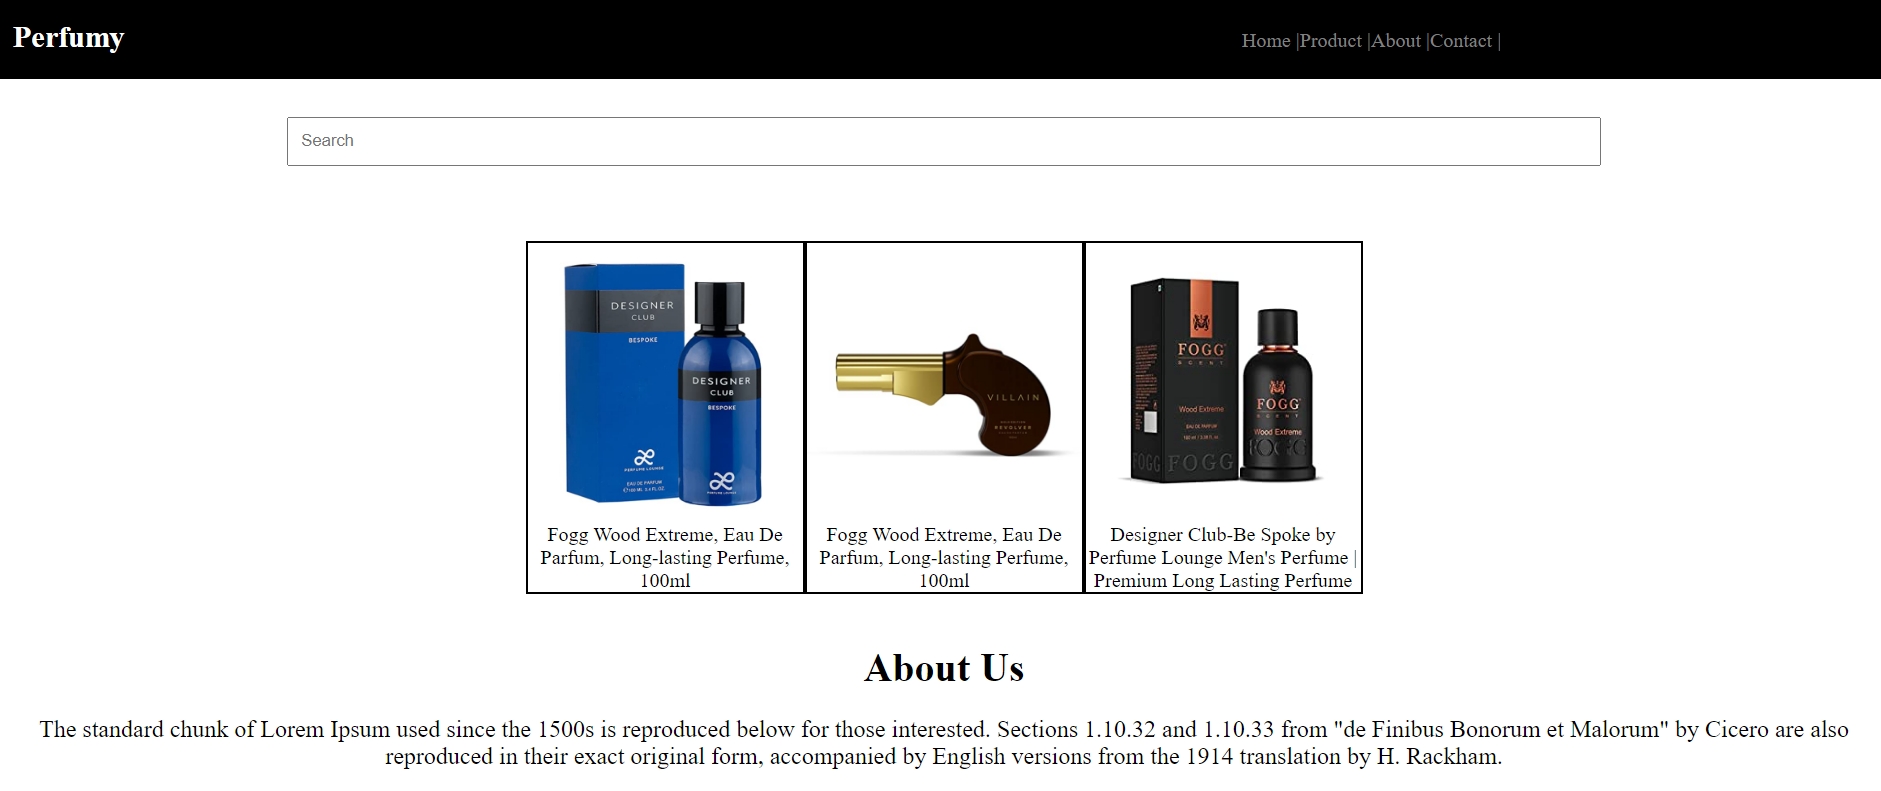 Perfumy
Home |Product |About |Contact |
Search
DESIGNER
CLUB
BESPOKE
DESIGNER
CLUB
BESPOKE
PERFUME LOUNGE
EAU DE PARFUM
PERFUME LOUNGE
VILLAIN
REVOLVER
FOGG
SCENT
Wood Extreme
EAU DE PARFUM
FOGG FOGG
FOGG
SCENT
Wood Extreme
FOGG
Fogg Wood Extreme, Eau De
Parfum, Long-lasting Perfume,
100ml
Fogg Wood Extreme, Eau De
Parfum, Long-lasting Perfume,
100ml
Designer Club-Be Spoke by
Perfume Lounge Men's Perfume |
Premium Long Lasting Perfume
About Us
The standard chunk of Lorem Ipsum used since the 1500s is reproduced below for those interested. Sections 1.10.32 and 1.10.33 from "de Finibus Bonorum et Malorum" by Cicero are also
reproduced in their exact original form, accompanied by English versions from the 1914 translation by H. Rackham.